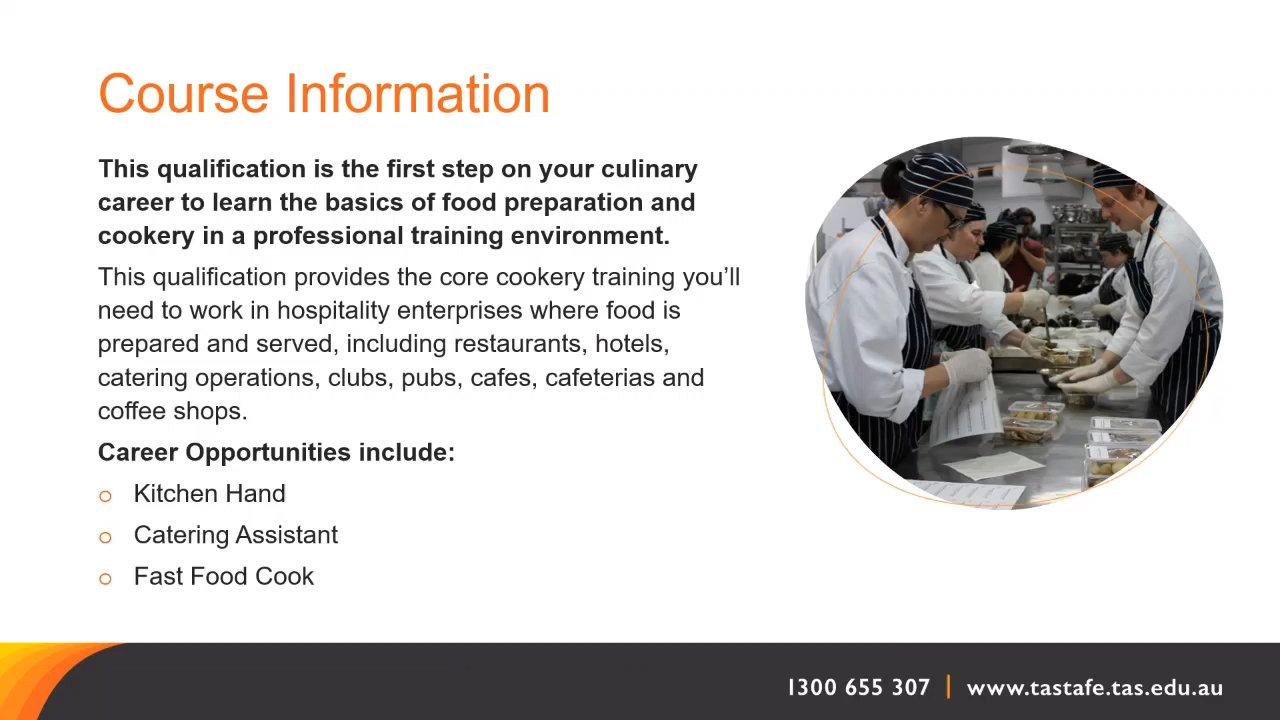 Course Information
This qualification is the first step on your culinary
career to learn the basics of food preparation and
cookery in a professional training environment.
This qualification provides the core cookery training you’ll
need to work in hospitality enterprises where food is
prepared and served, including restaurants, hotels,
catering operations, clubs, pubs, cafes, cafeterias and
coffee shops.
Career Opportunities include:
Kitchen Hand
Catering Assistant
Fast Food Cook
1300 655 307 | www.tastafe.tas.edu.au